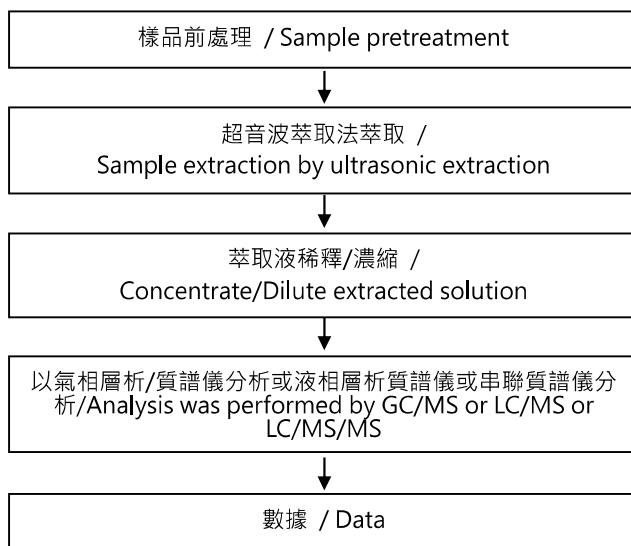 樣品前處理 / Sample pretreatment
超音波萃取法萃取 /
Sample extraction by ultrasonic extraction
萃取液稀釋/濃縮 /
Concentrate/Dilute extracted solution
以氣相層析/質譜儀分析或液相層析質譜儀或串聯質譜儀分
析/Analysis was performed by GC/MS or LC/MS or
LC/MS/MS
數據 / Data